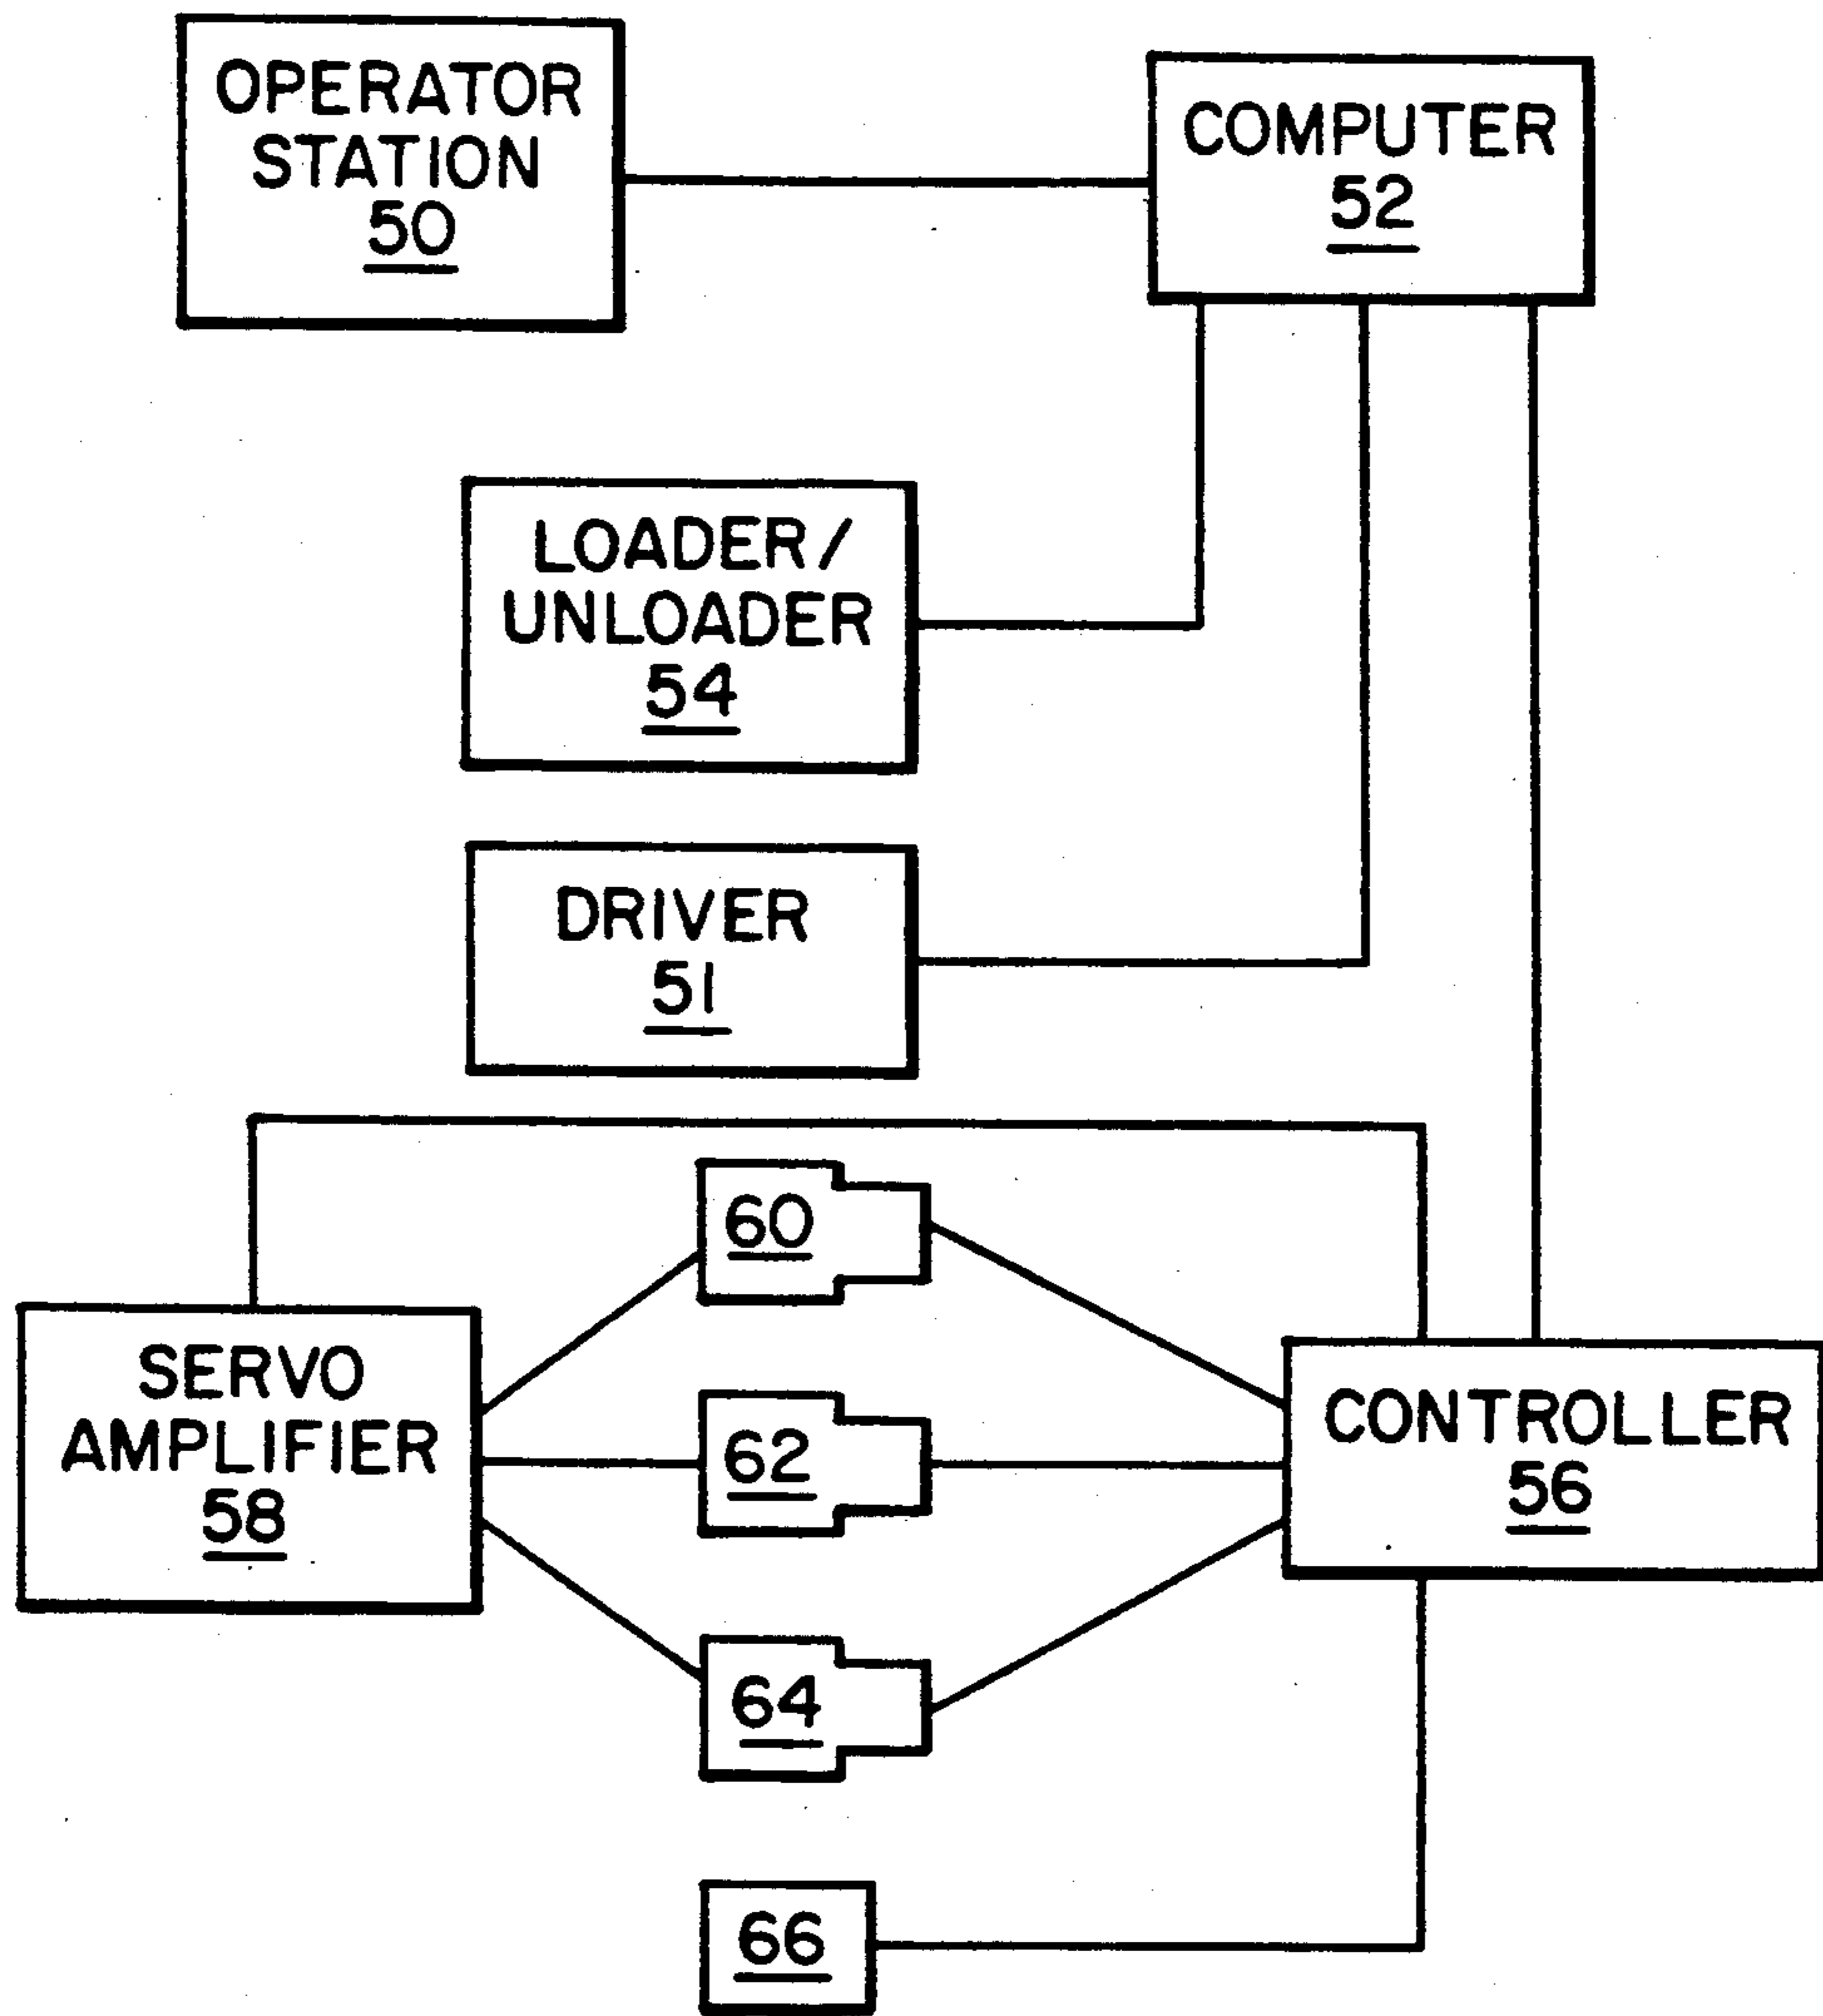 OPERATOR
STATION
50
COMPUTER
52
LOADER/
UNLOADER
54
DRIVER
51
60
SERVO
AMPLIFIER
58
62
CONTROLLER
56
64
66